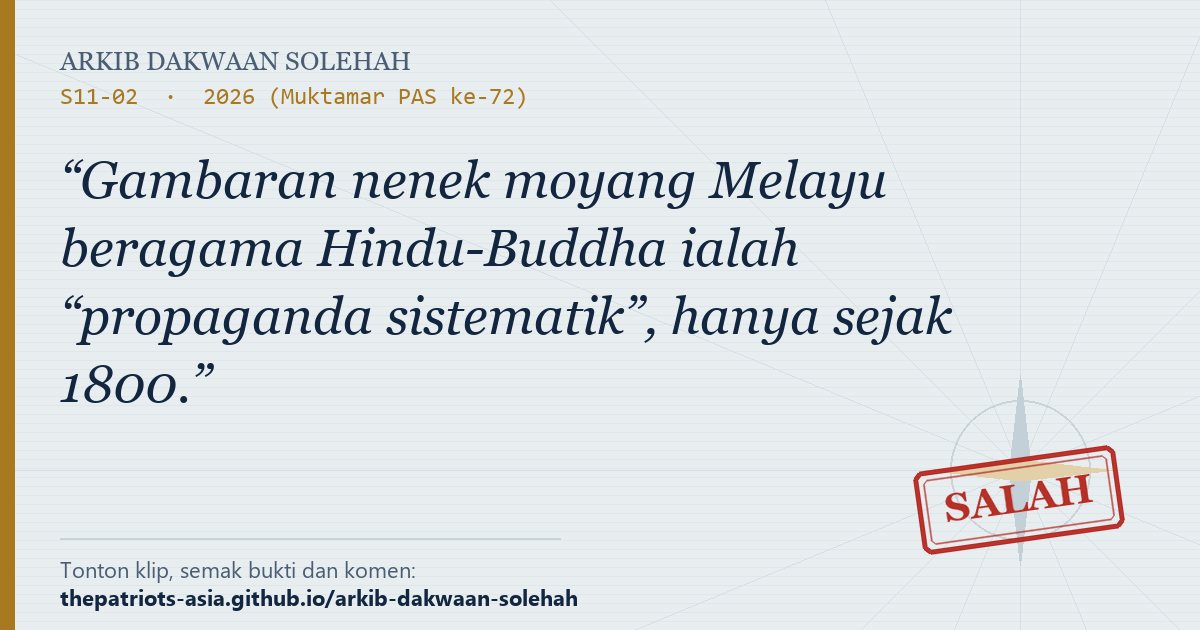 ARKIB DAKWAAN SOLEHAH
S11-02 · 2026 (Muktamar PAS ke-72)
“Gambaran nenek moyang Melayu
beragama Hindu-Buddha ialah
“propaganda sistematik”, hanya sejak
1800.”
SALAH
Tonton klip, semak bukti dan komen:
thepatriots-asia.github.io/arkib-dakwaan-solehah